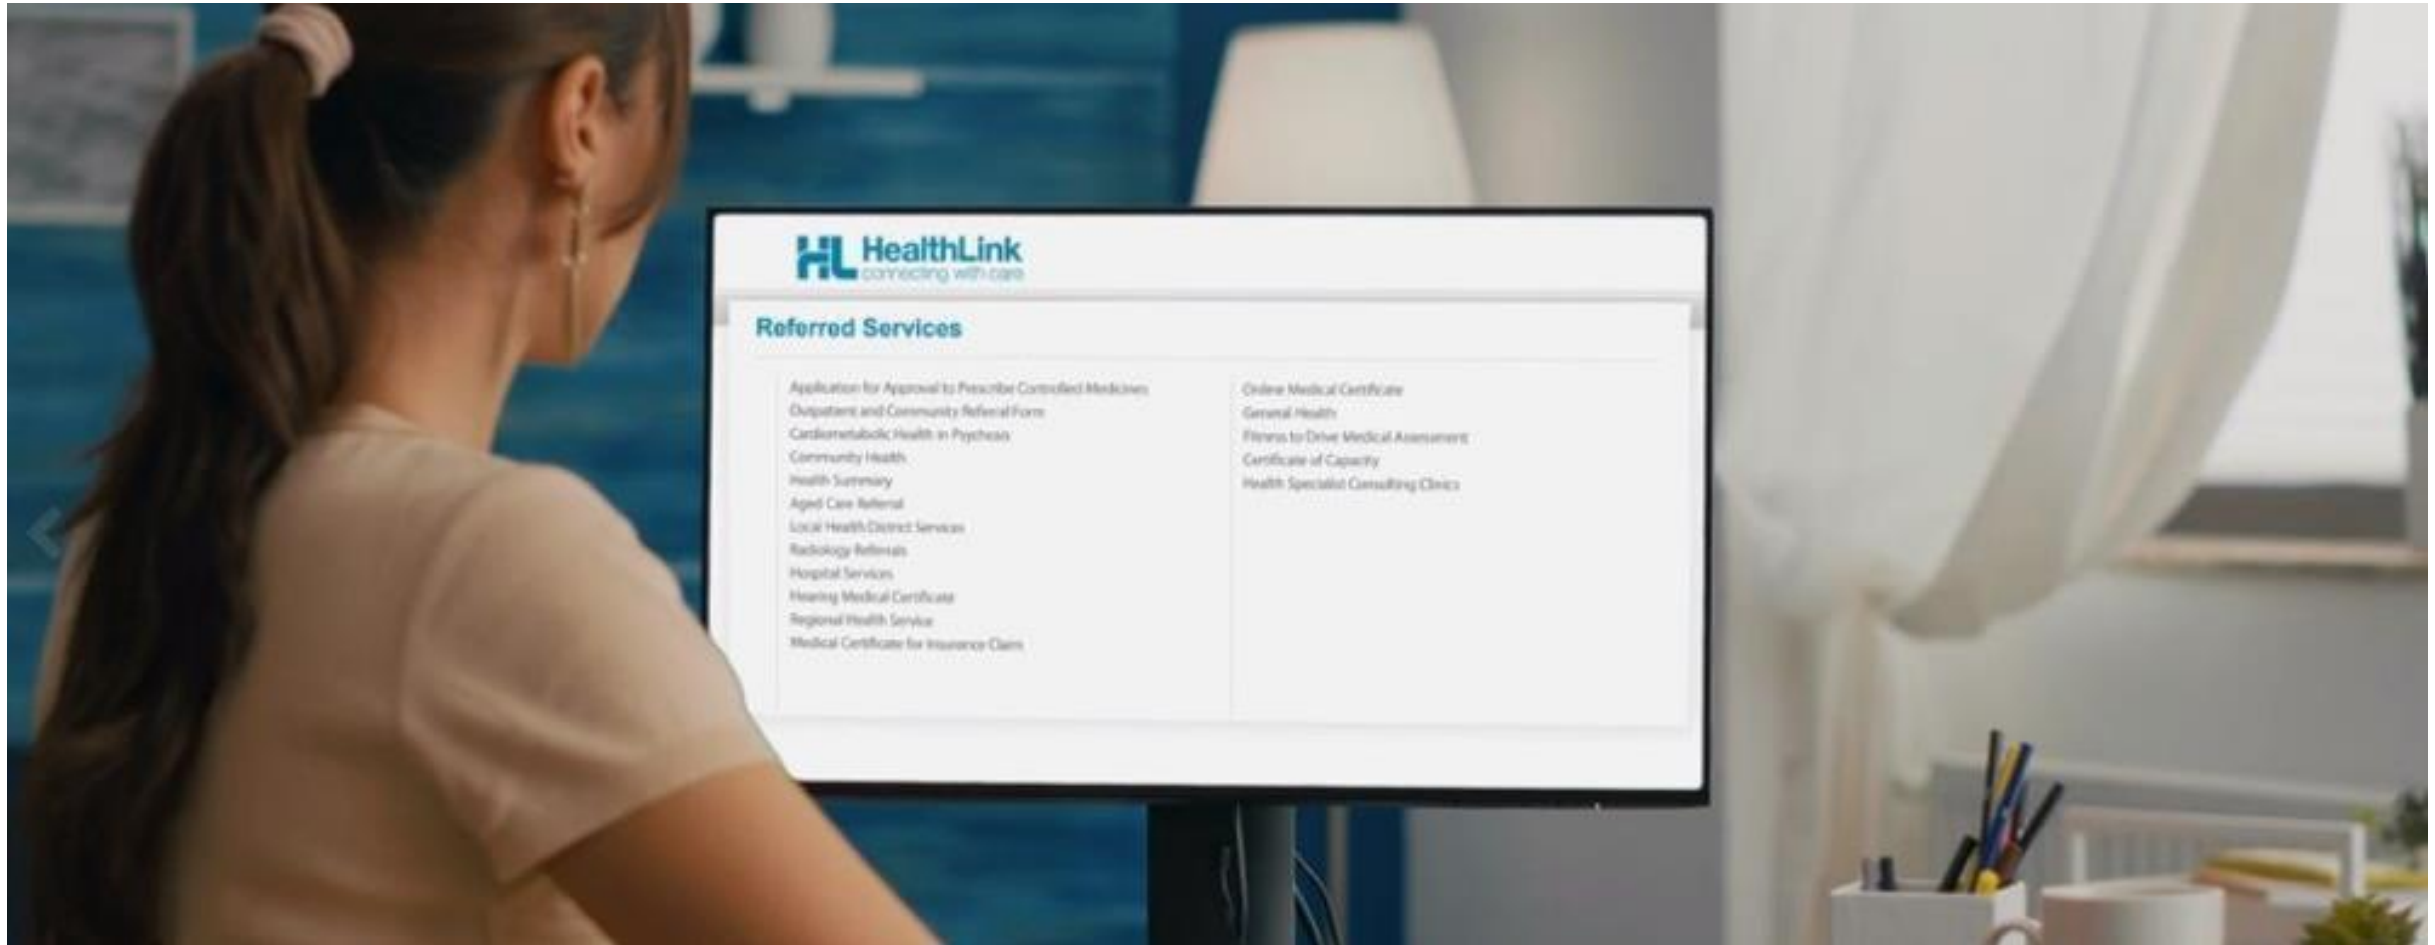 HL HealthLink
connecting with care
Referred Services
Application for Approval to Prescribe Controlled Medicines
Outpatient and Community Referral Form
Cardiometabolic Health in Psychosis
Community Health
Health Summary
Aged Care Referral
Local Health District Services
Radiology Referrals
Hospital Services
Hearing Medical Certificate
Regional Health Service
Medical Certificate for Insurance Claim
Online Medical Certificate
General Health
Fitness to Drive Medical Assessment
Certificate of Capacity
Health Specialist Consulting Clinics